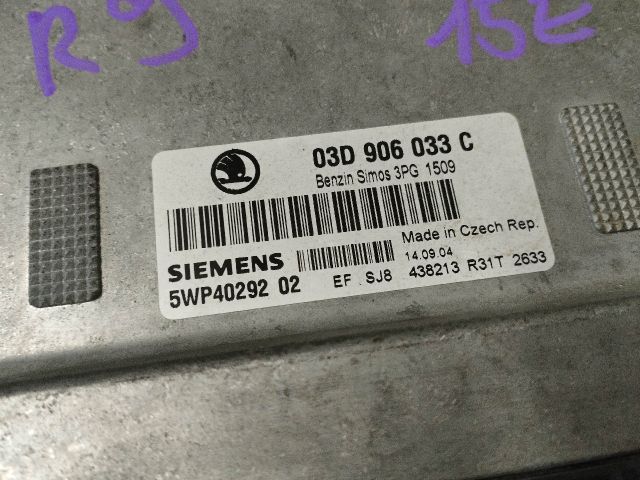 R 09
15E
03D 906 033 C
Benzin Simos 3PG 1509
Made in Czech Rep.
SIEMENS
14.09.04
5WP40292 02
EF . SJ8 438213 R31T 2633